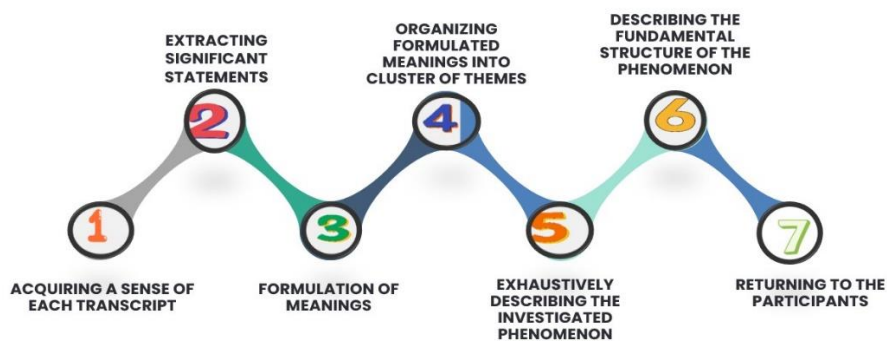 1
ACQUIRING A SENSE OF
EACH TRANSCRIPT
EXTRACTING
SIGNIFICANT
STATEMENTS
2
3
FORMULATION OF
MEANINGS
ORGANIZING
FORMULATED
MEANINGS INTO
CLUSTER OF THEMES
4
5
EXHAUSTIVELY
DESCRIBING THE
INVESTIGATED
PHENOMENON
DESCRIBING THE
FUNDAMENTAL
STRUCTURE OF THE
PHENOMENON
6
7
RETURNING TO THE
PARTICIPANTS